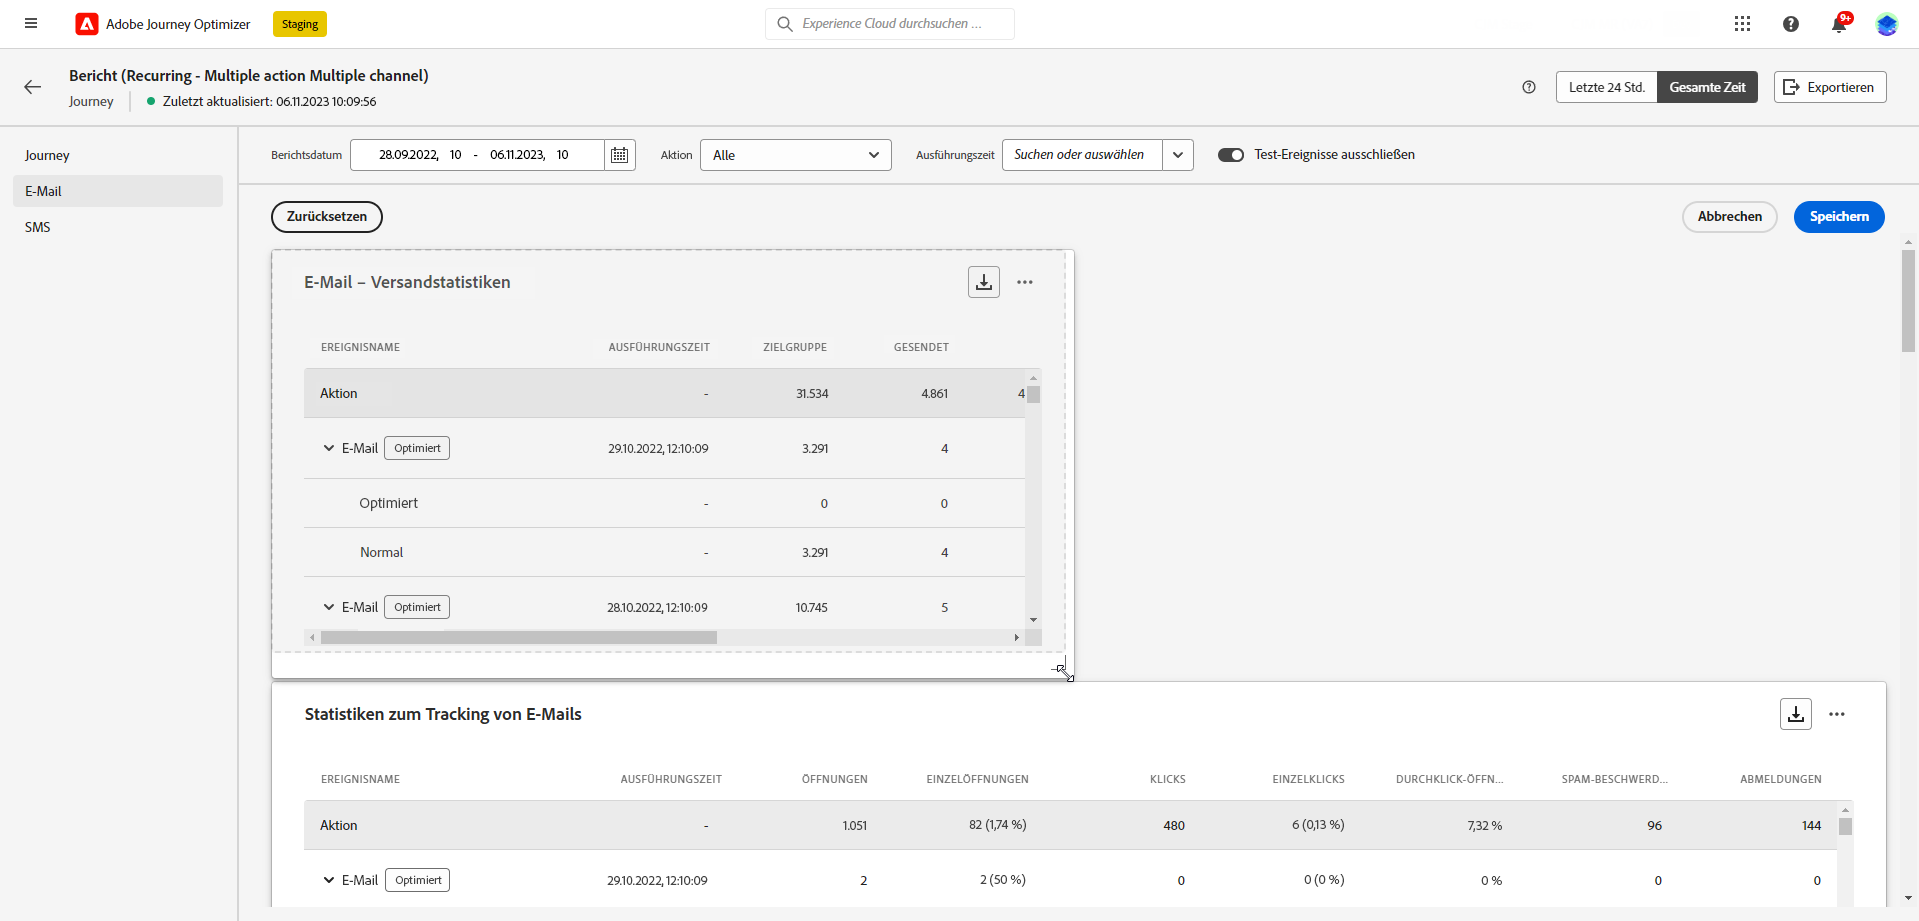 Adobe Journey Optimizer
Staging
Experience Cloud durchsuchen ...
9+
Bericht (Recurring - Multiple action Multiple channel)
Journey
Zuletzt aktualisiert: 06.11.2023 10:09:56
Letzte 24 Std.
Gesamte Zeit
Exportieren
Journey
E-Mail
SMS
Berichtsdatum
28.09.2022, 10 - 06.11.2023, 10
Aktion
Alle
Ausführungszeit
Suchen oder auswählen
Test-Ereignisse ausschließen
Zurücksetzen
Abbrechen
Speichern
E-Mail – Versandstatistiken
EREIGNISNAME AUSFÜHRUNGSZEIT ZIELGRUPPE GESENDET
Aktion - 31.534 4.861 4
E-Mail Optimiert 29.10.2022, 12:10:09 3.291 4
Optimiert - 0 0
Normal - 3.291 4
E-Mail Optimiert 28.10.2022, 12:10:09 10.745 5
Statistiken zum Tracking von E-Mails
EREIGNISNAME AUSFÜHRUNGSZEIT ÖFFNUNGEN EINZELÖFFNUNGEN KLICKS EINZELKLICKS DURCHKLICK-ÖFFN... SPAM-BESCHWERD... ABMELDUNGEN
Aktion - 1.051 82 (1,74 %) 480 6 (0,13 %) 7,32 % 96 144
E-Mail Optimiert 29.10.2022, 12:10:09 2 2 (50 %) 0 0 (0 %) 0 % 0 0